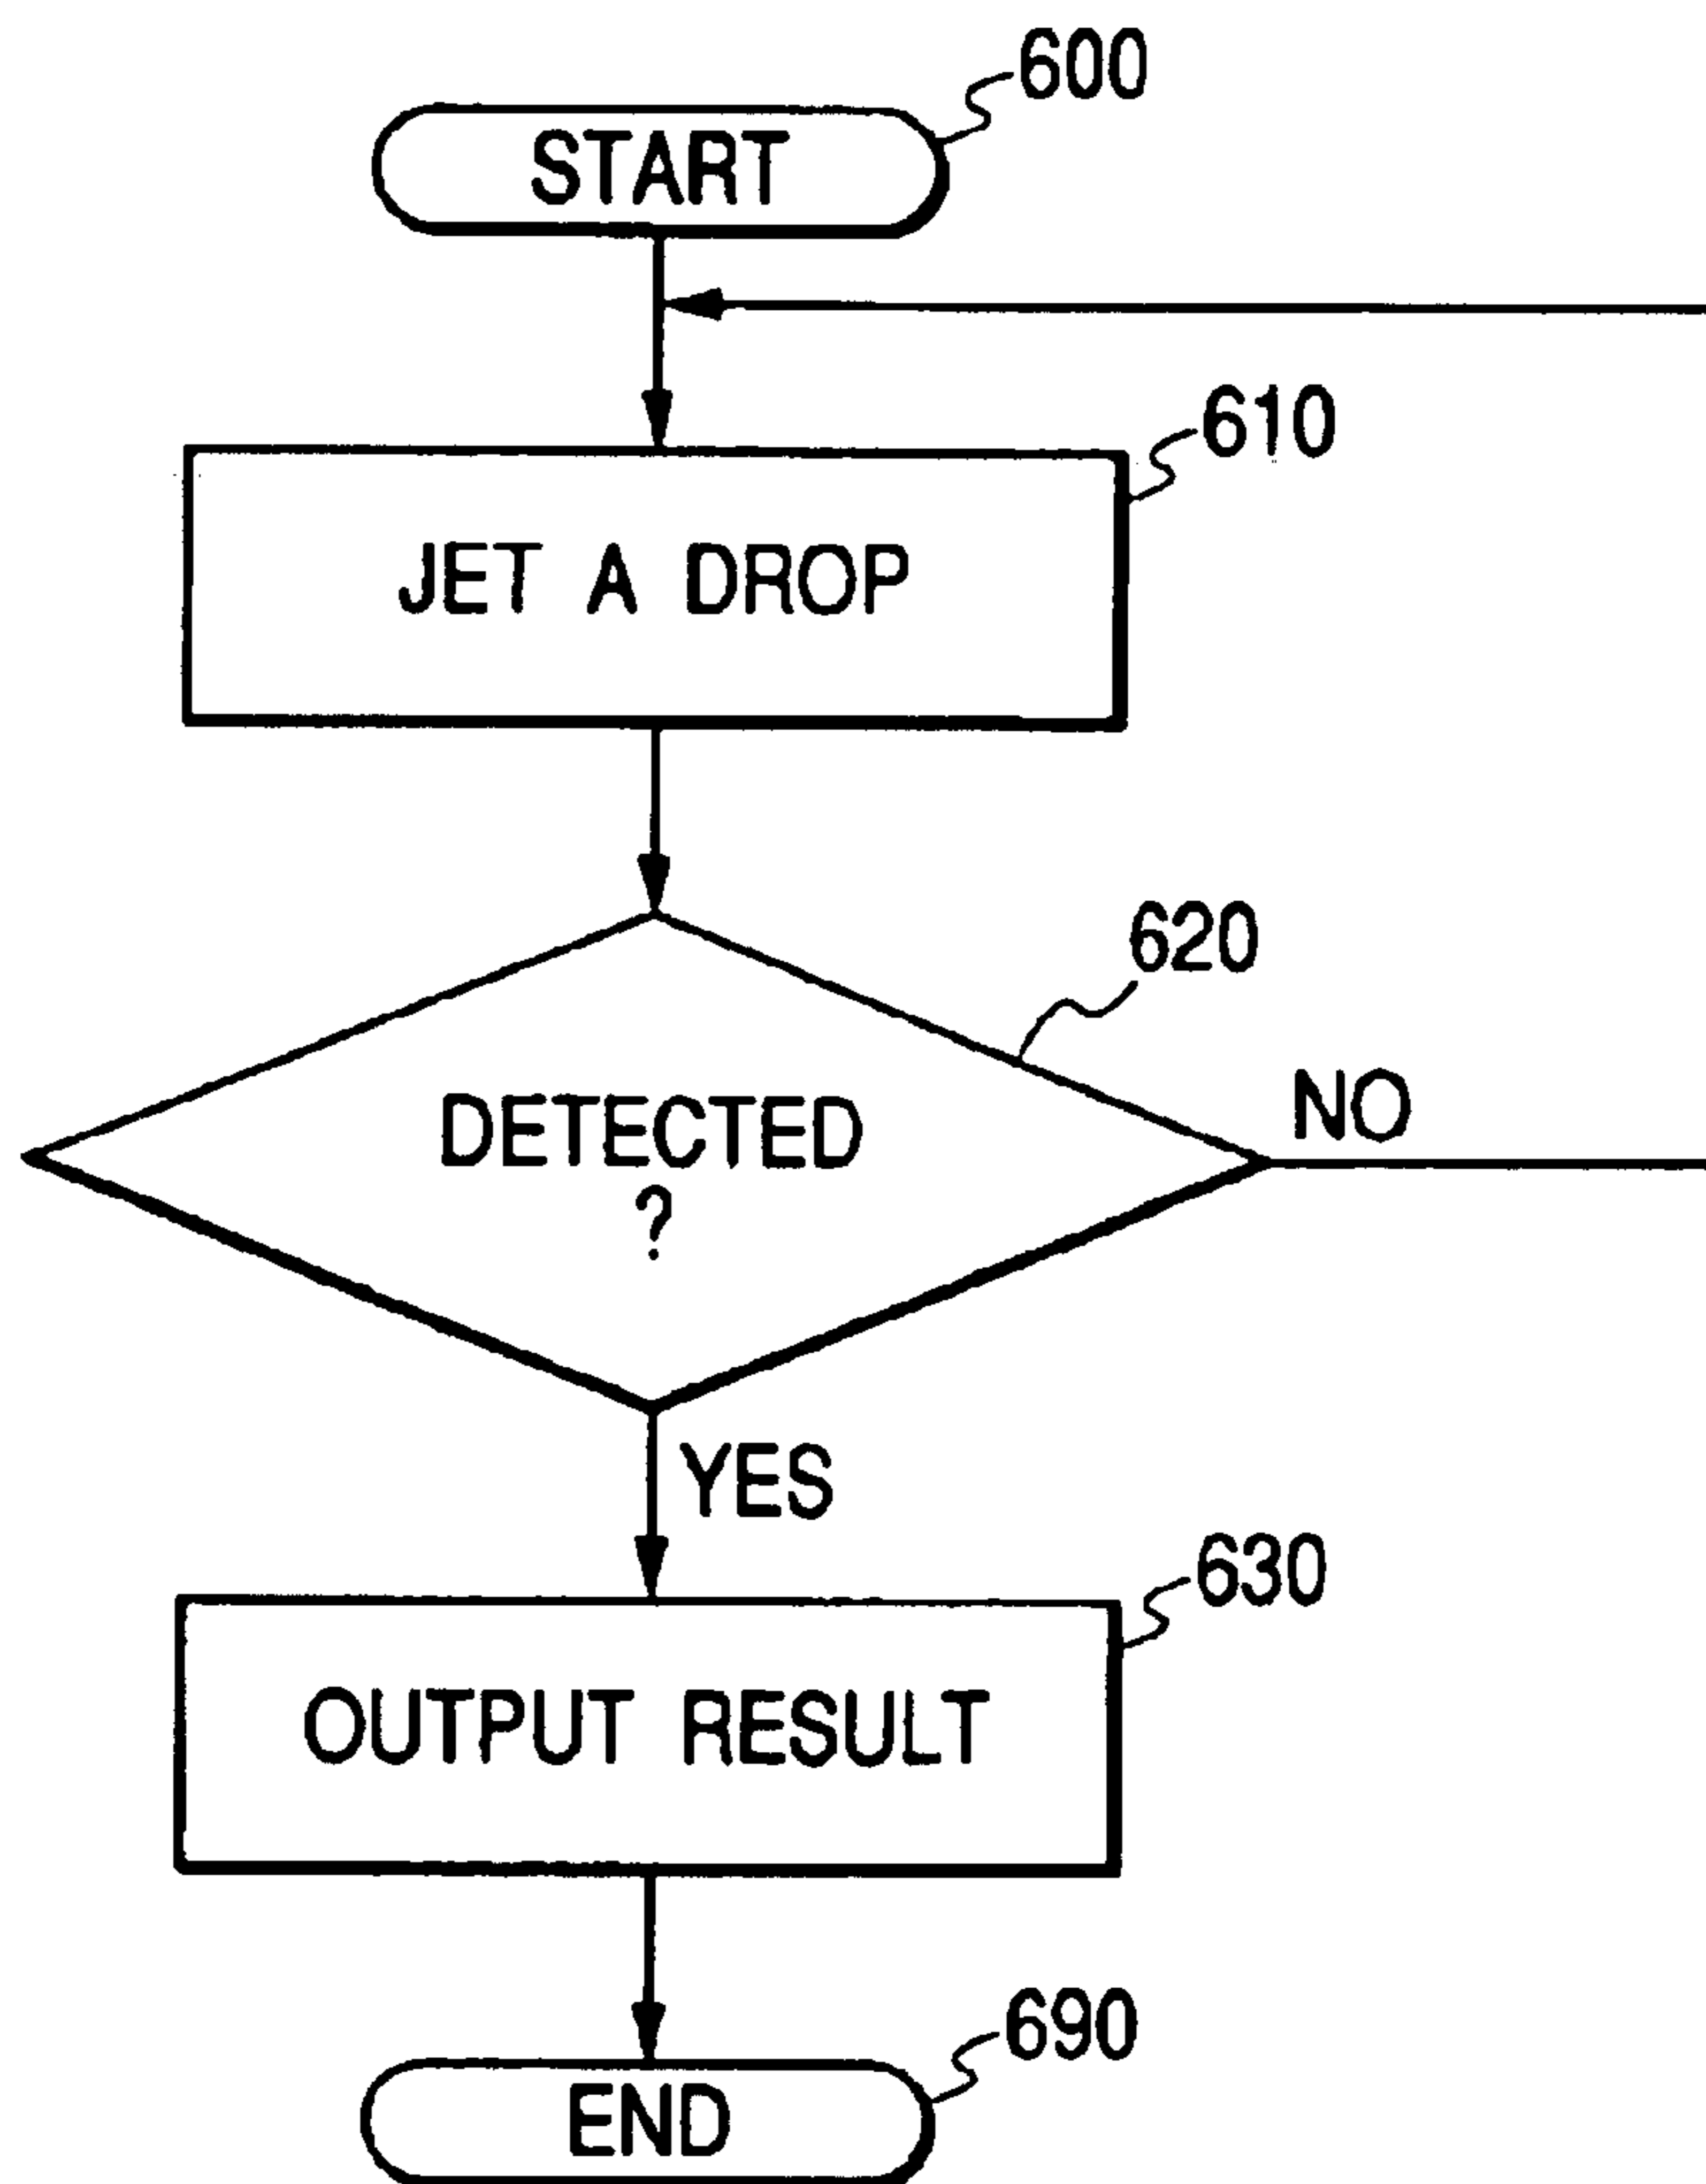 600
START
610
JET A DROP
620
DETECTED
?
NO
YES
630
OUTPUT RESULT
690
END